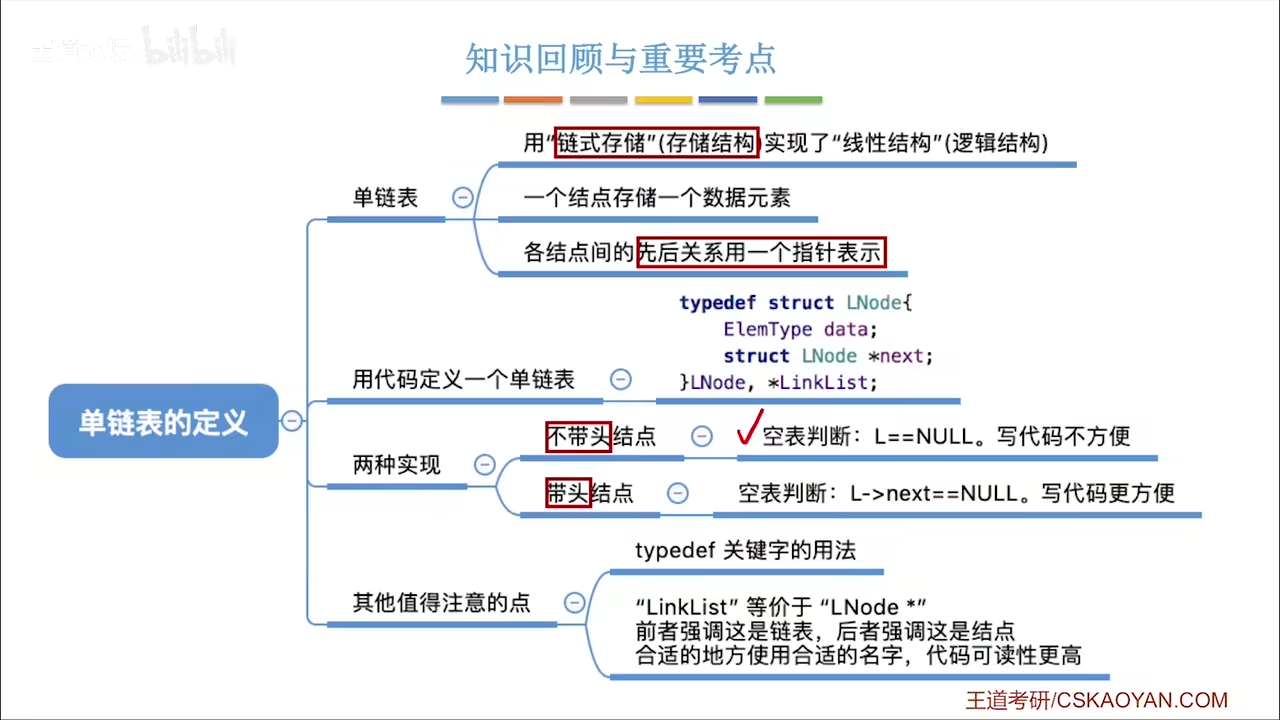 知识回顾与重要考点
用“链式存储”(存储结构)实现了“线性结构”(逻辑结构)
单链表
一个结点存储一个数据元素
各结点间的先后关系用一个指针表示
typedef struct LNode{
ElemType data;
struct LNode *next;
}LNode, *LinkList;
用代码定义一个单链表
单链表的定义
不带头结点
空表判断：L==NULL。写代码不方便
两种实现
带头结点
空表判断：L->next==NULL。写代码更方便
typedef 关键字的用法
其他值得注意的点
“LinkList” 等价于 “LNode *”
前者强调这是链表，后者强调这是结点
合适的地方使用合适的名字，代码可读性更高
王道考研/CSKAOYAN.COM
bilibili